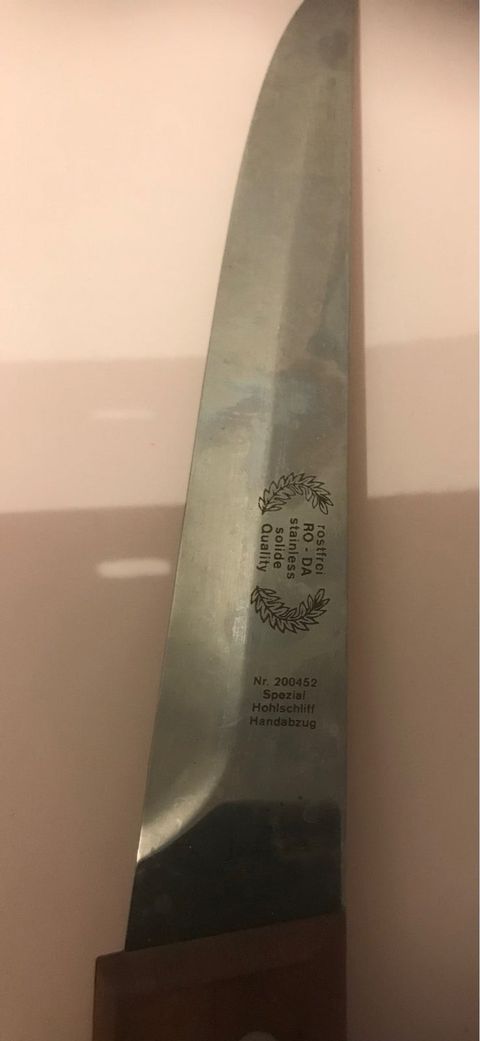 rostfrei
RO - DA
stainless
solide
Quality
Nr. 200452
Spezial
Hohlschliff
Handabzug